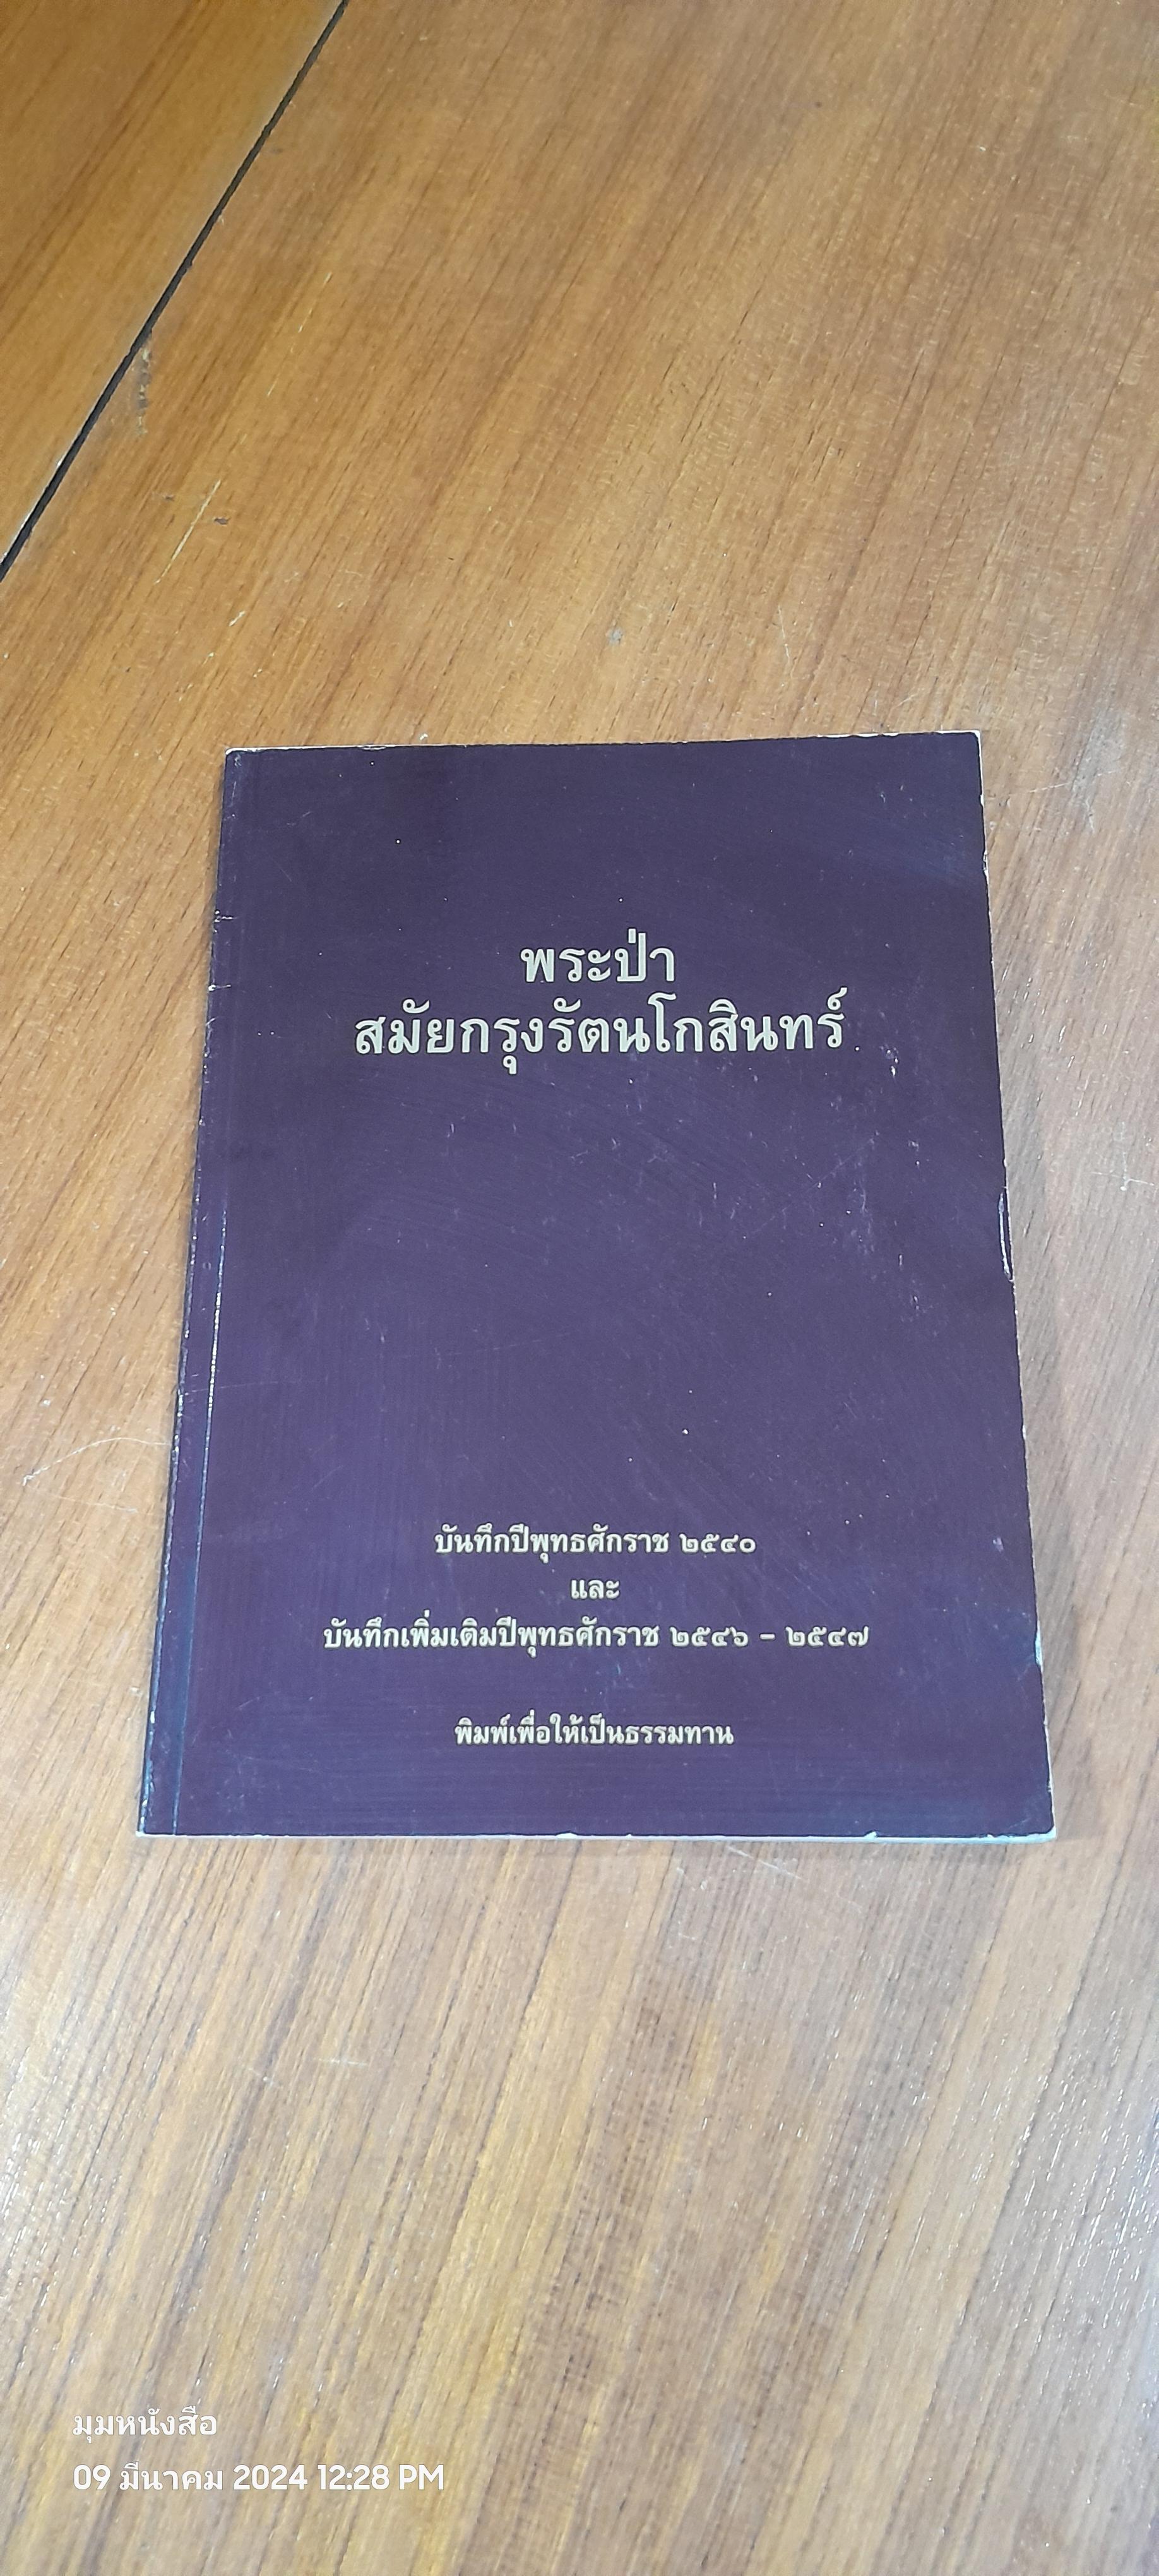 พระป่า
สมัยกรุงรัตนโกสินทร์
บันทึกปีพุทธศักราช ๒๕๔๐
และ
บันทึกเพิ่มเติมปีพุทธศักราช ๒๕๔๖ - ๒๕๔๗
พิมพ์เพื่อให้เป็นธรรมทาน
มุมหนังสือ
09 มีนาคม 2024 12:28 PM